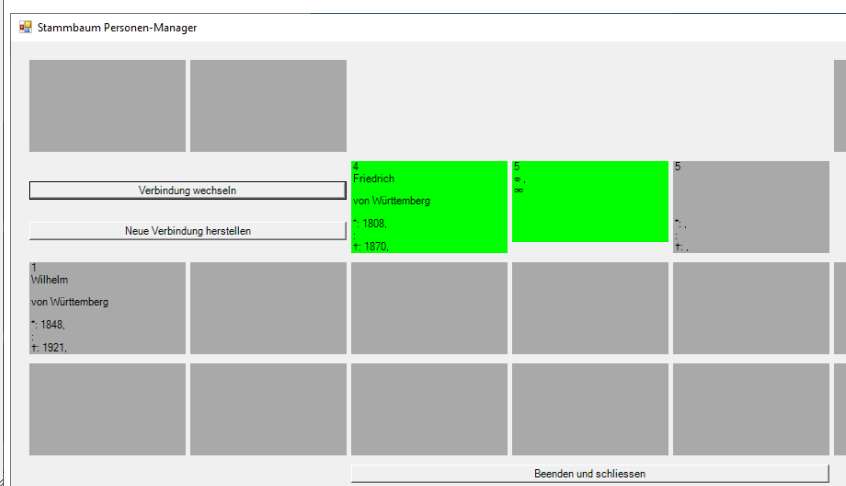 Stammbaum Personen-Manager
Verbindung wechseln
Neue Verbindung herstellen
4
Friedrich
von Württemberg
*: 1808,
:
†: 1870,
5
⚭ ,
∞
5
*: ,
:
†: ,
1
Wilhelm
von Württemberg
*: 1848,
:
†: 1921,
Beenden und schliessen